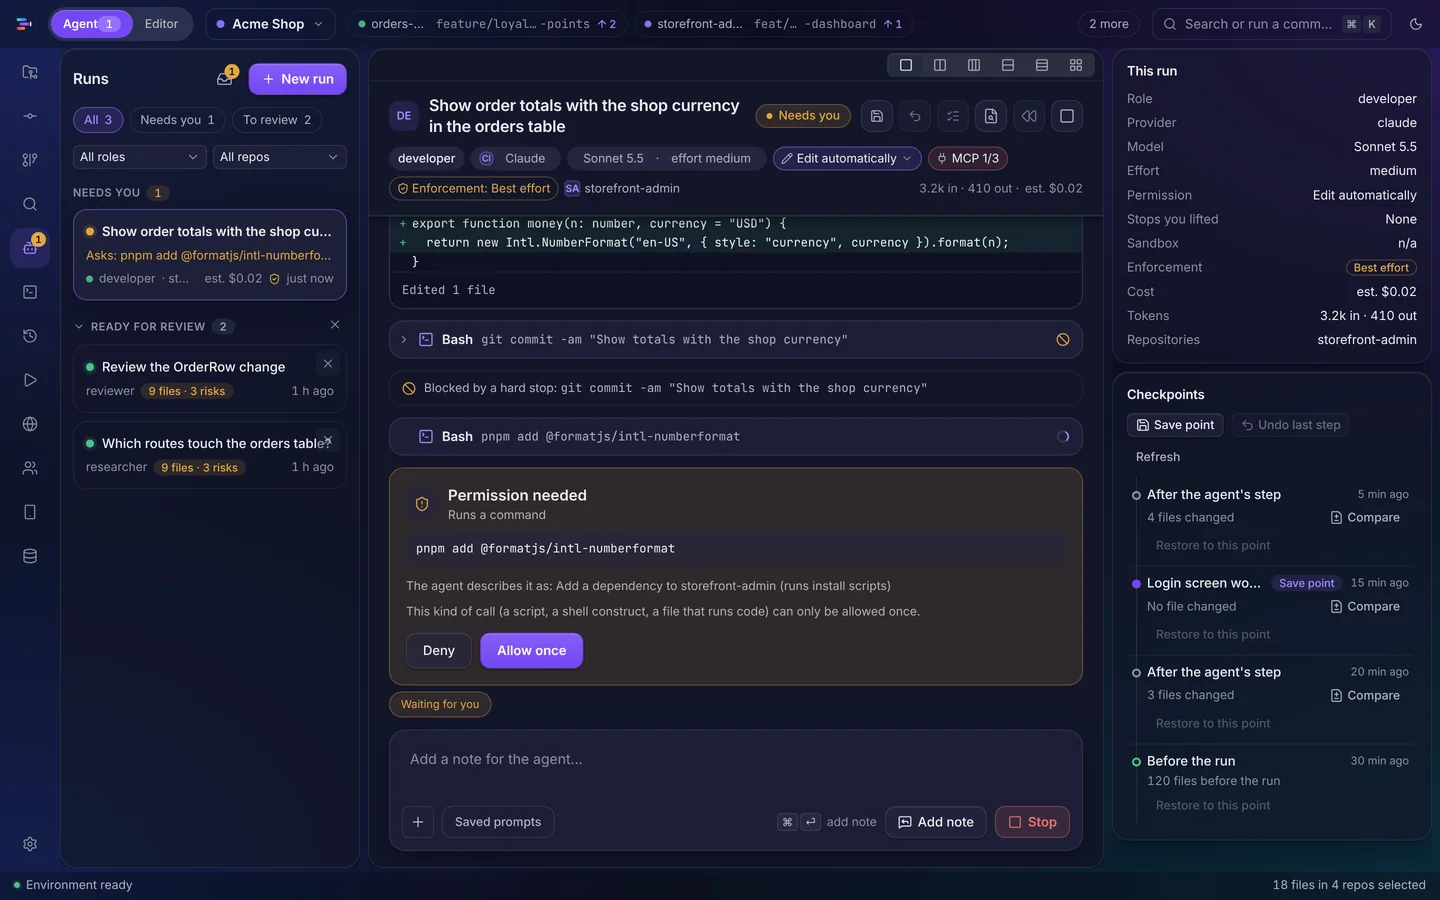 Agent 1
Editor
Acme Shop
orders-... feature/loyal... -points ↑ 2
storefront-ad... feat/... -dashboard ↑ 1
2 more
Search or run a comm... ⌘ K
Runs
1
+ New run
All 3
Needs you 1
To review 2
All roles
All repos
NEEDS YOU 1
Show order totals with the shop cu...
Asks: pnpm add @formatjs/intl-numberfo...
developer · st... est. $0.02 just now
READY FOR REVIEW 2
Review the OrderRow change
reviewer 9 files · 3 risks 1 h ago
Which routes touch the orders table?
researcher 9 files · 3 risks 1 h ago
1
DE
Show order totals with the shop currency
in the orders table
Needs you
developer CI Claude Sonnet 5.5 · effort medium Edit automatically MCP 1/3
Enforcement: Best effort SA storefront-admin 3.2k in · 410 out · est. $0.02
+ export function money(n: number, currency = "USD") {
+ return new Intl.NumberFormat("en-US", { style: "currency", currency }).format(n);
}
Edited 1 file
Bash git commit -am "Show totals with the shop currency"
Blocked by a hard stop: git commit -am "Show totals with the shop currency"
Bash pnpm add @formatjs/intl-numberformat
Permission needed
Runs a command
pnpm add @formatjs/intl-numberformat
The agent describes it as: Add a dependency to storefront-admin (runs install scripts)
This kind of call (a script, a shell construct, a file that runs code) can only be allowed once.
Deny
Allow once
Waiting for you
Add a note for the agent...
+
Saved prompts
⌘ ⏎ add note
Add note
Stop
This run
Role developer
Provider claude
Model Sonnet 5.5
Effort medium
Permission Edit automatically
Stops you lifted None
Sandbox n/a
Enforcement Best effort
Cost est. $0.02
Tokens 3.2k in · 410 out
Repositories storefront-admin
Checkpoints
Save point
Undo last step
Refresh
After the agent's step 5 min ago
4 files changed Compare
Restore to this point
Login screen wo... Save point 15 min ago
No file changed Compare
Restore to this point
After the agent's step 20 min ago
3 files changed Compare
Restore to this point
Before the run 30 min ago
120 files before the run
Restore to this point
Environment ready
18 files in 4 repos selected